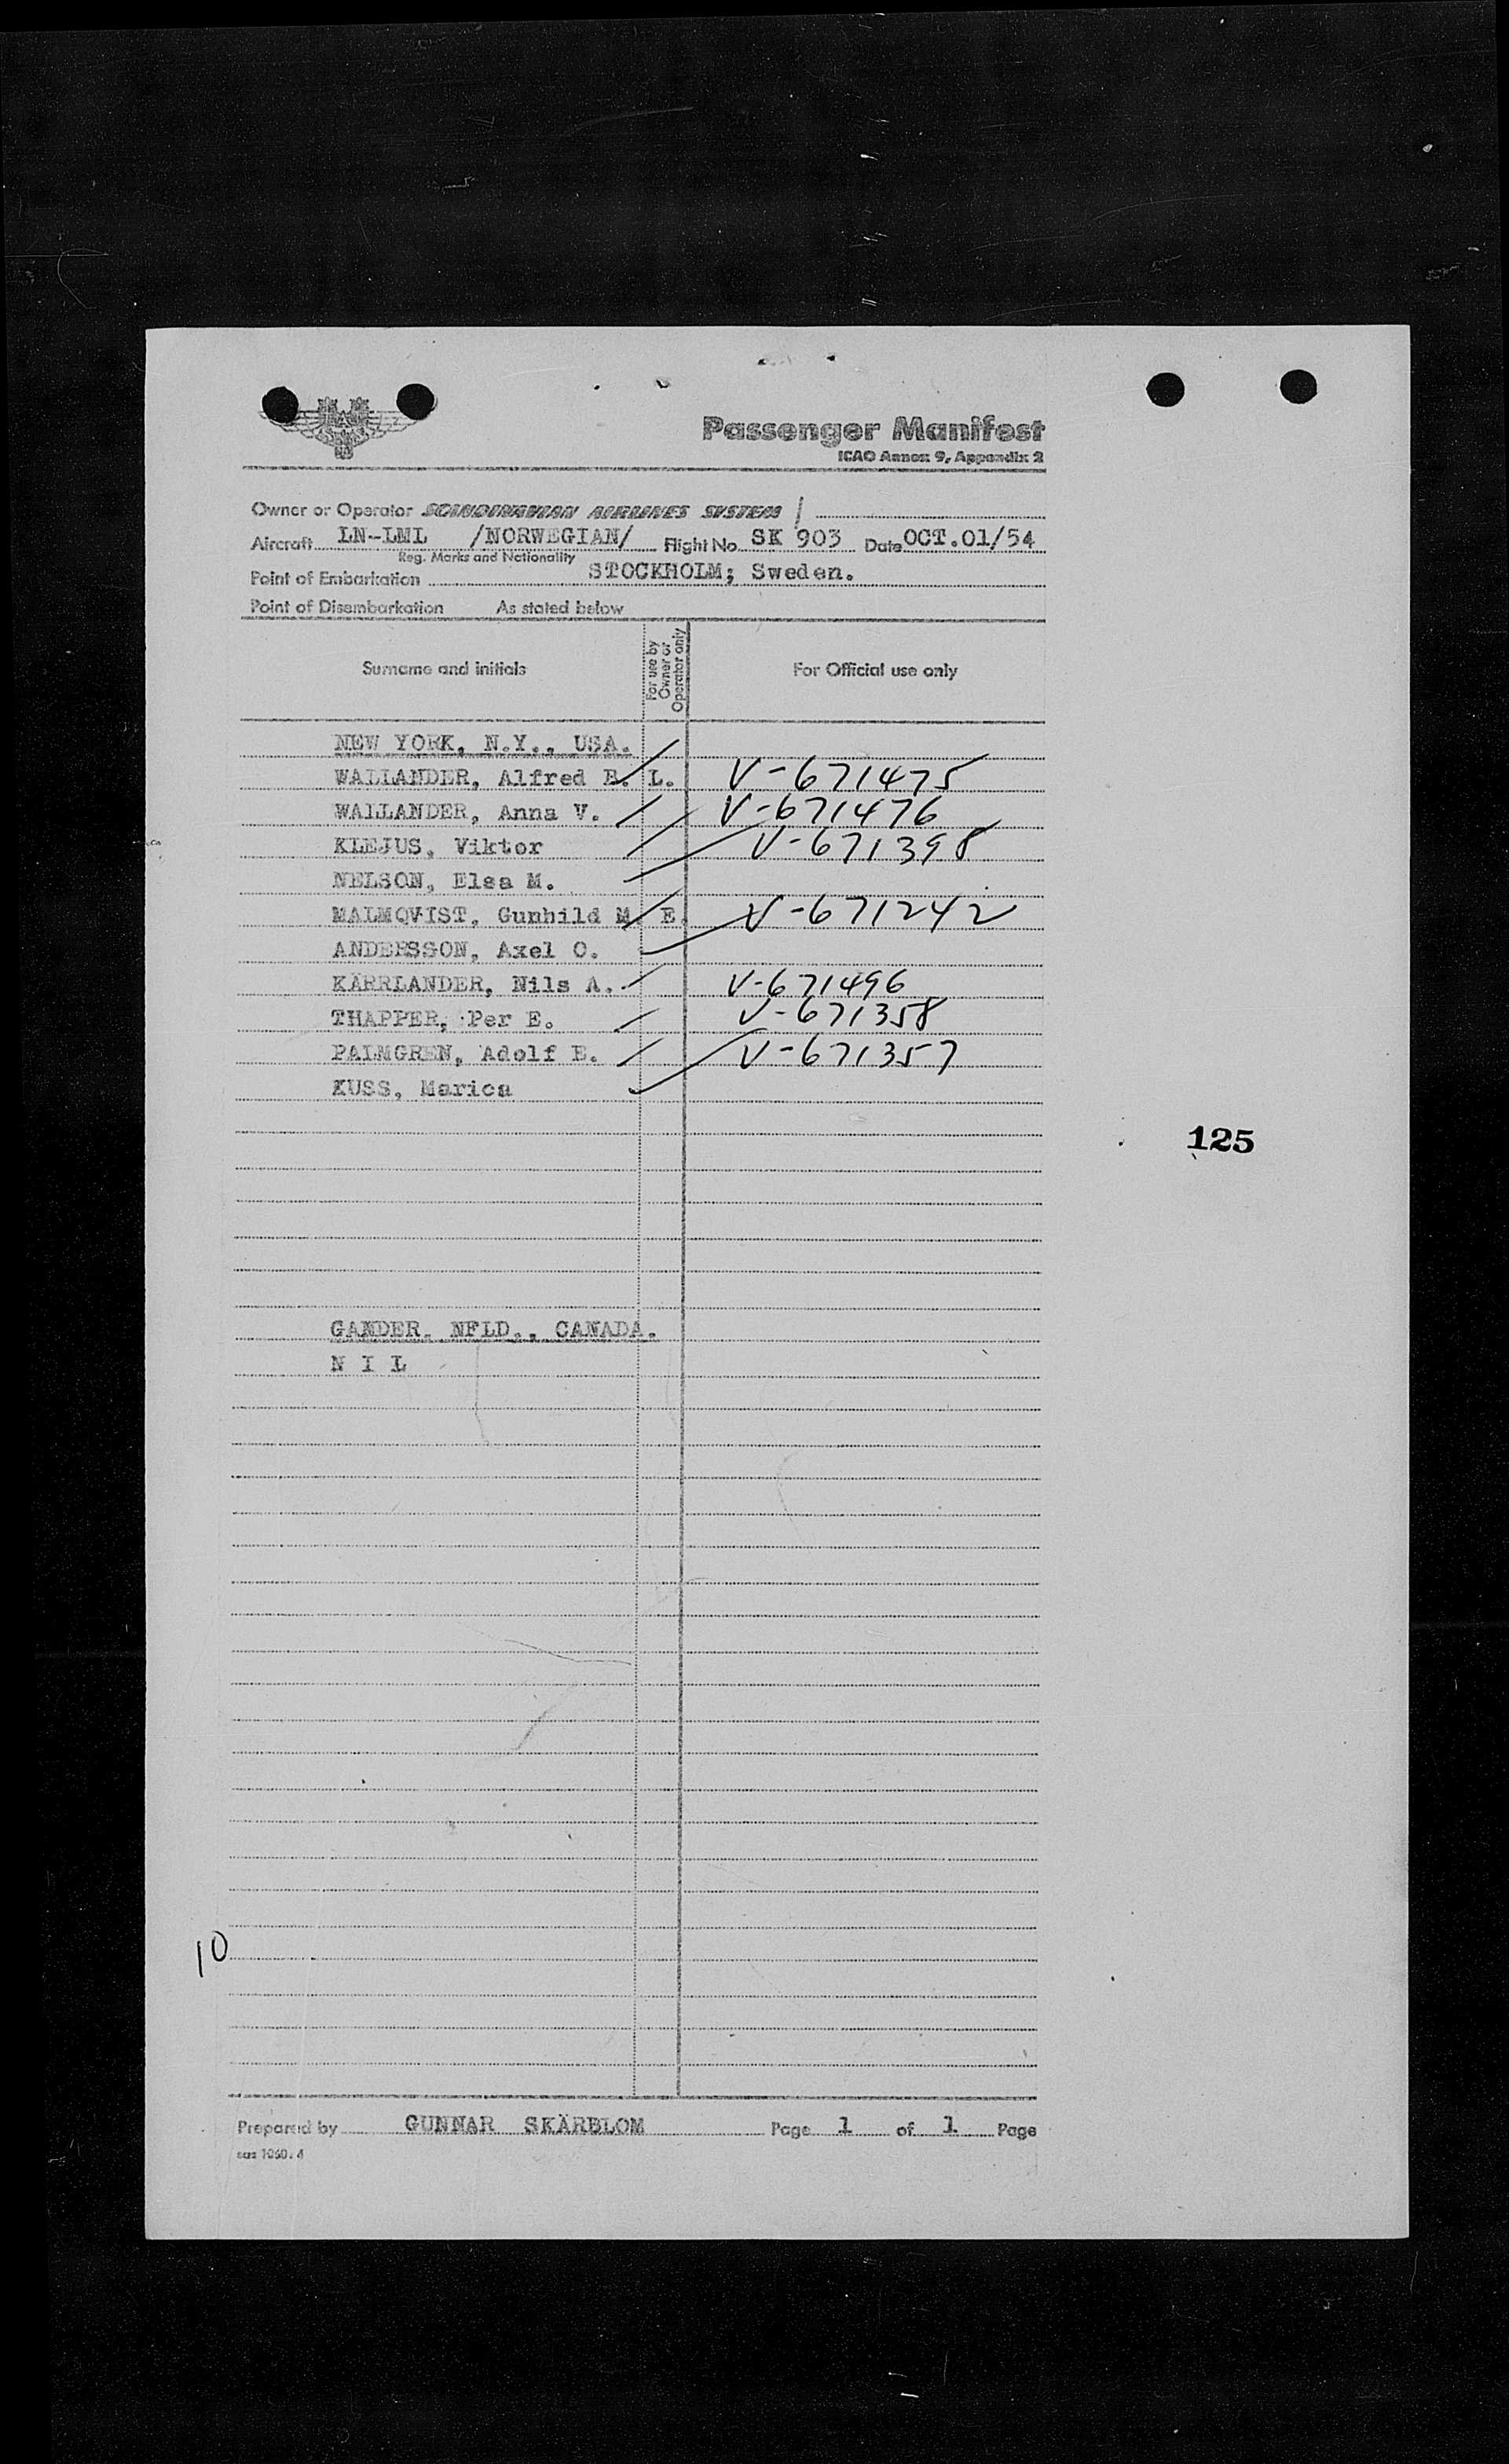 Passenger Manifest
ICAO Annex 9, Appendix 2
Owner or Operator SCANDINAVIAN AIRLINES SYSTEM /
Aircraft LN-LML /NORWEGIAN/ Flight No. SK 903 Date OCT.01/54
Reg. Marks and Nationality
Point of Embarkation STOCKHOLM; Sweden.
Point of Disembarkation As stated below
Surname and initials For use by Owner or Operator only For Official use only
NEW YORK, N.Y., USA.
WALLANDER, Alfred B. L. V-671475
WALLANDER, Anna V. V-671476
KLEJUS, Viktor V-671398
NELSON, Elsa M.
MALMQVIST, Gunhild M. E. V-671242
ANDERSSON, Axel O.
KÄRRLANDER, Nils A. V-671496
THAPPER, Per E. V-671358
PALMGREN, Adolf E. V-671357
KUSS, Marica
125
GANDER, NFLD., CANADA.
N I L
10
Prepared by GUNNAR SKÄRBLOM Page 1 of 1 Page
sas 1060.4